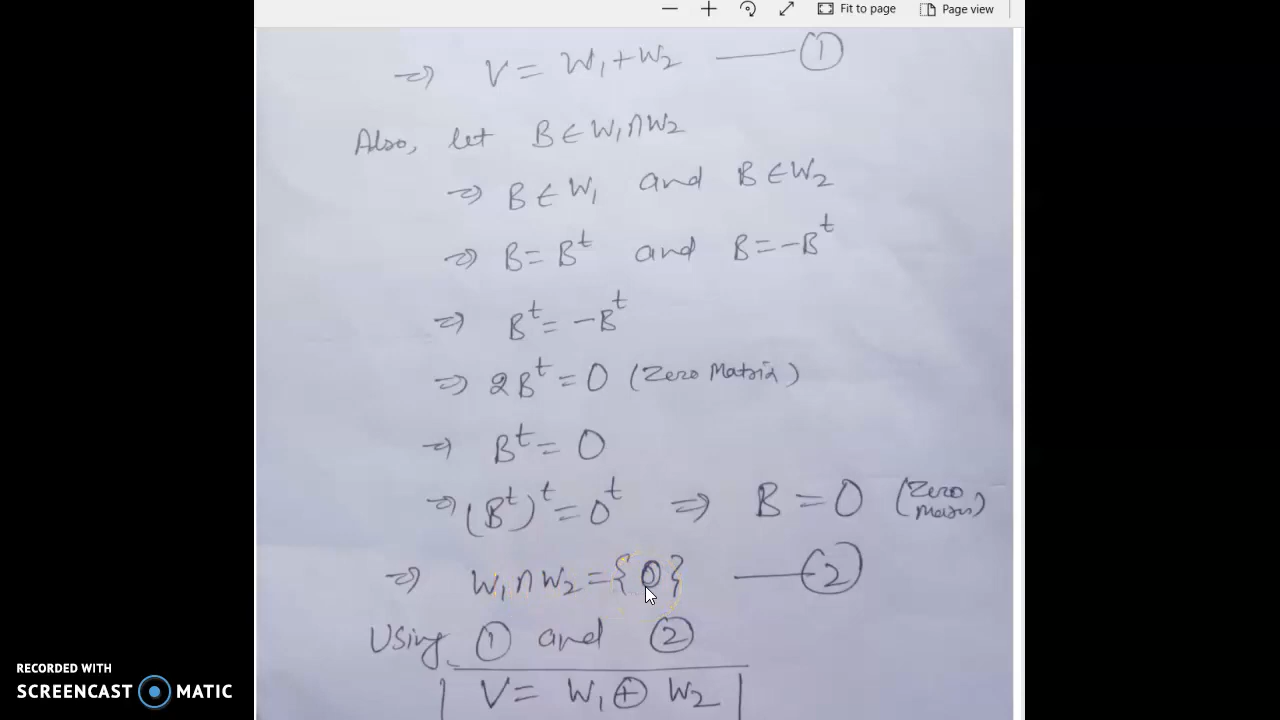 Fit to page Page view
⇒ V = W₁ + W₂ —— ①
Also, let B ∈ W₁ ∩ W₂
⇒ B ∈ W₁ and B ∈ W₂
⇒ B = Bᵗ and B = -Bᵗ
⇒ Bᵗ = -Bᵗ
⇒ 2Bᵗ = 0 (Zero Matrix)
⇒ Bᵗ = 0
⇒ (Bᵗ)ᵗ = 0ᵗ ⇒ B = 0 (Zero
⇒ W₁ ∩ W₂ = {0} —— ②
Using ① and ②
V = W₁ ⊕ W₂
RECORDED WITH
SCREENCAST MATIC